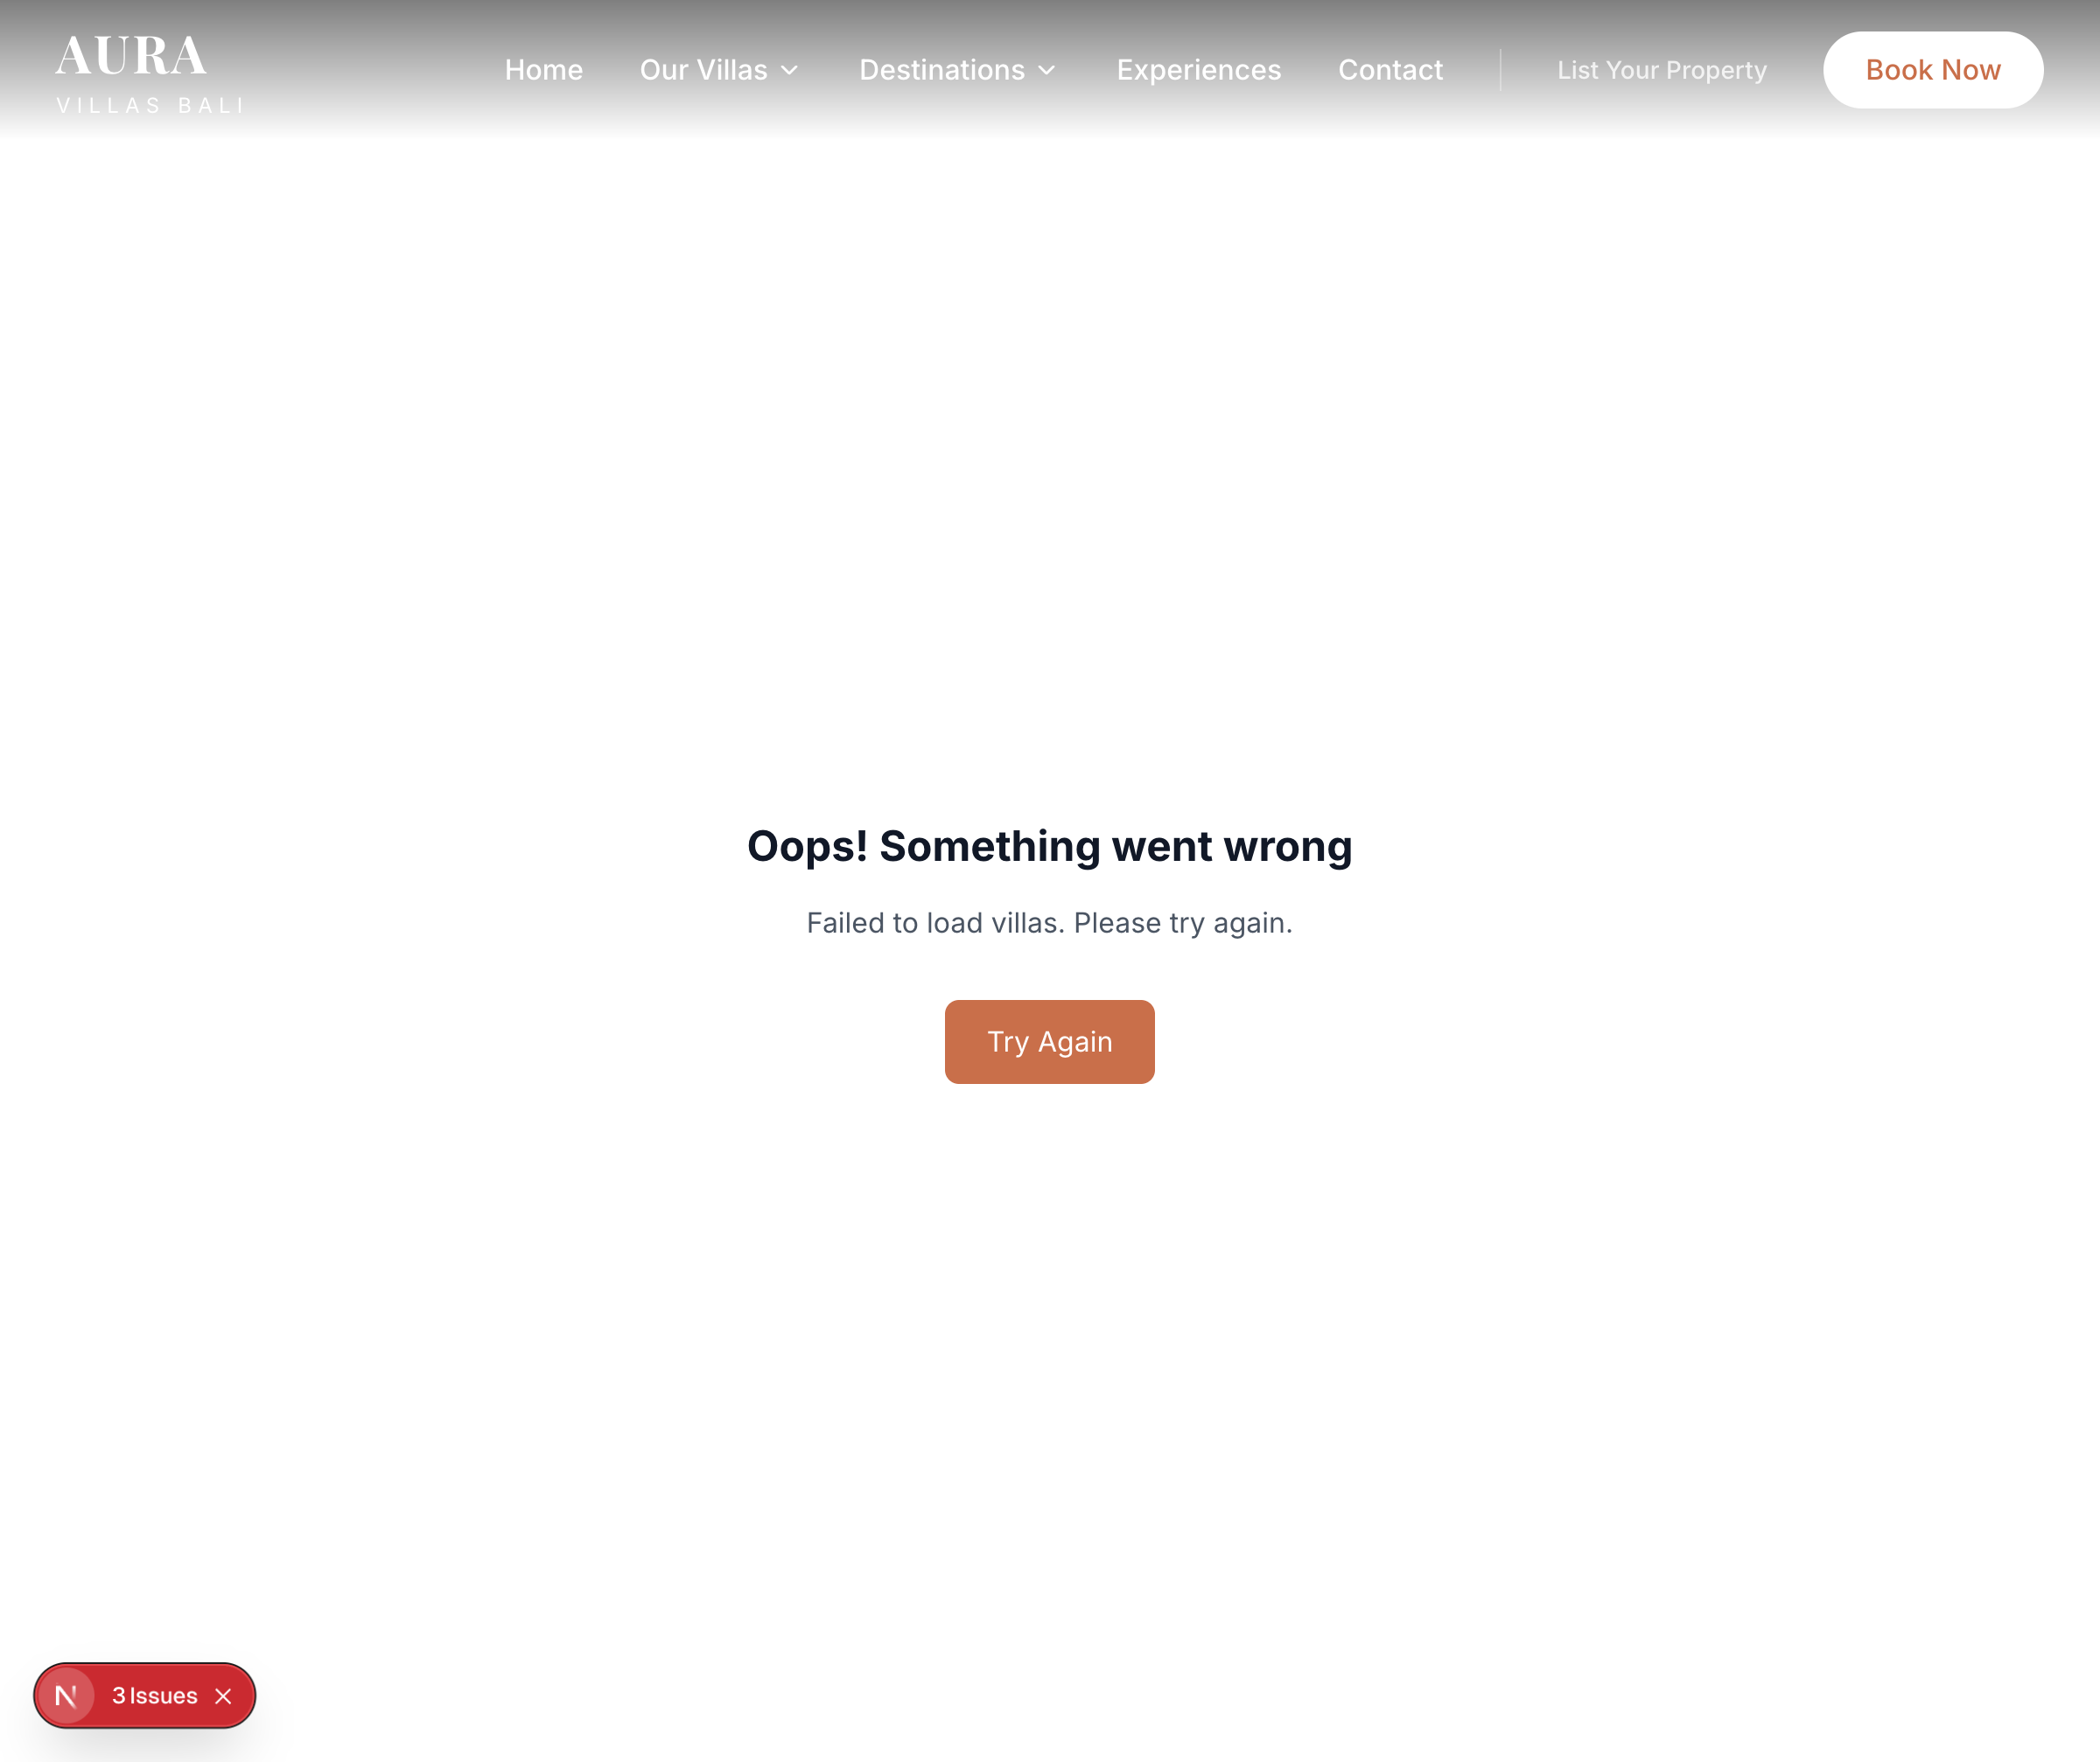 AURA
VILLAS BALI
Home
Our Villas
Destinations
Experiences
Contact
List Your Property
Book Now
Oops! Something went wrong
Failed to load villas. Please try again.
Try Again
N
3 Issues